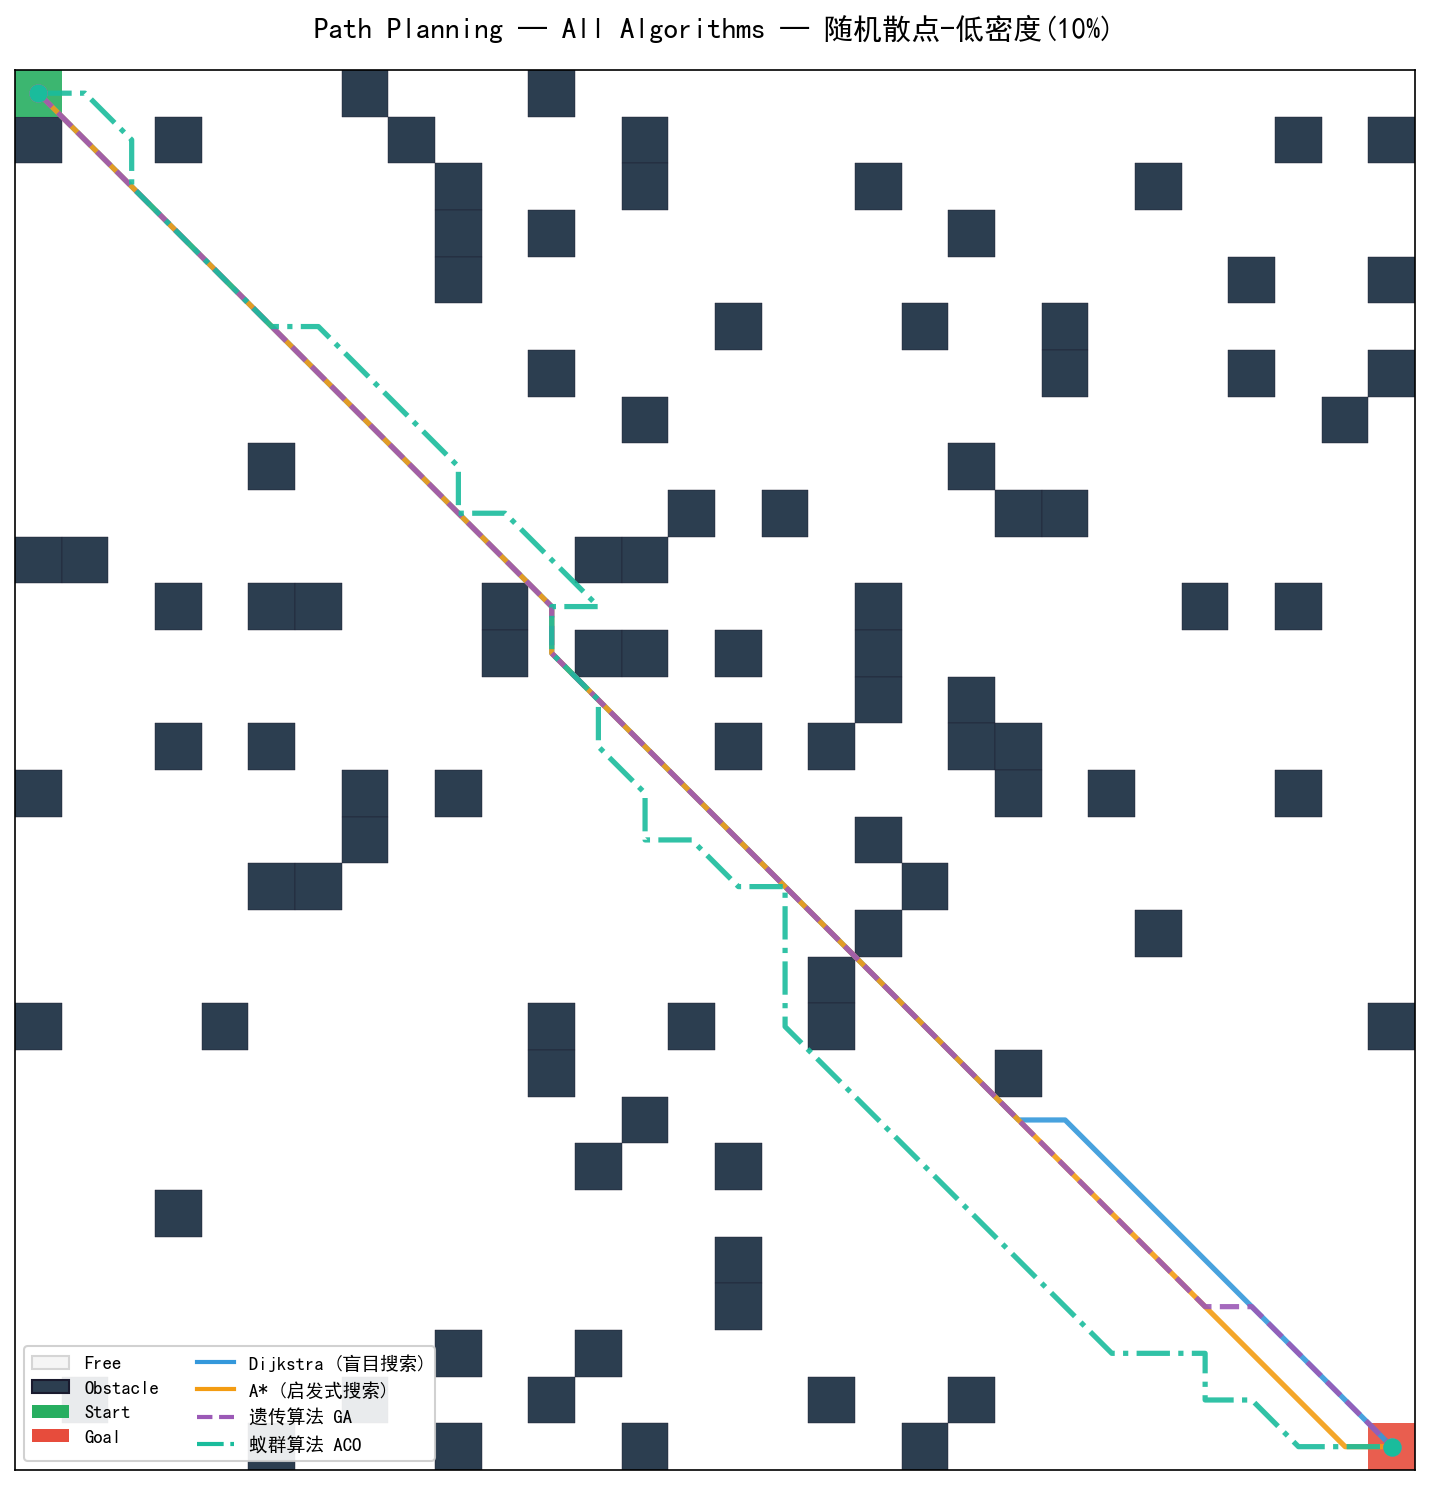 Path Planning — All Algorithms — 随机散点-低密度(10%)
Free
Obstacle
Start
Goal
Dijkstra (盲目搜索)
A* (启发式搜索)
遗传算法 GA
蚁群算法 ACO